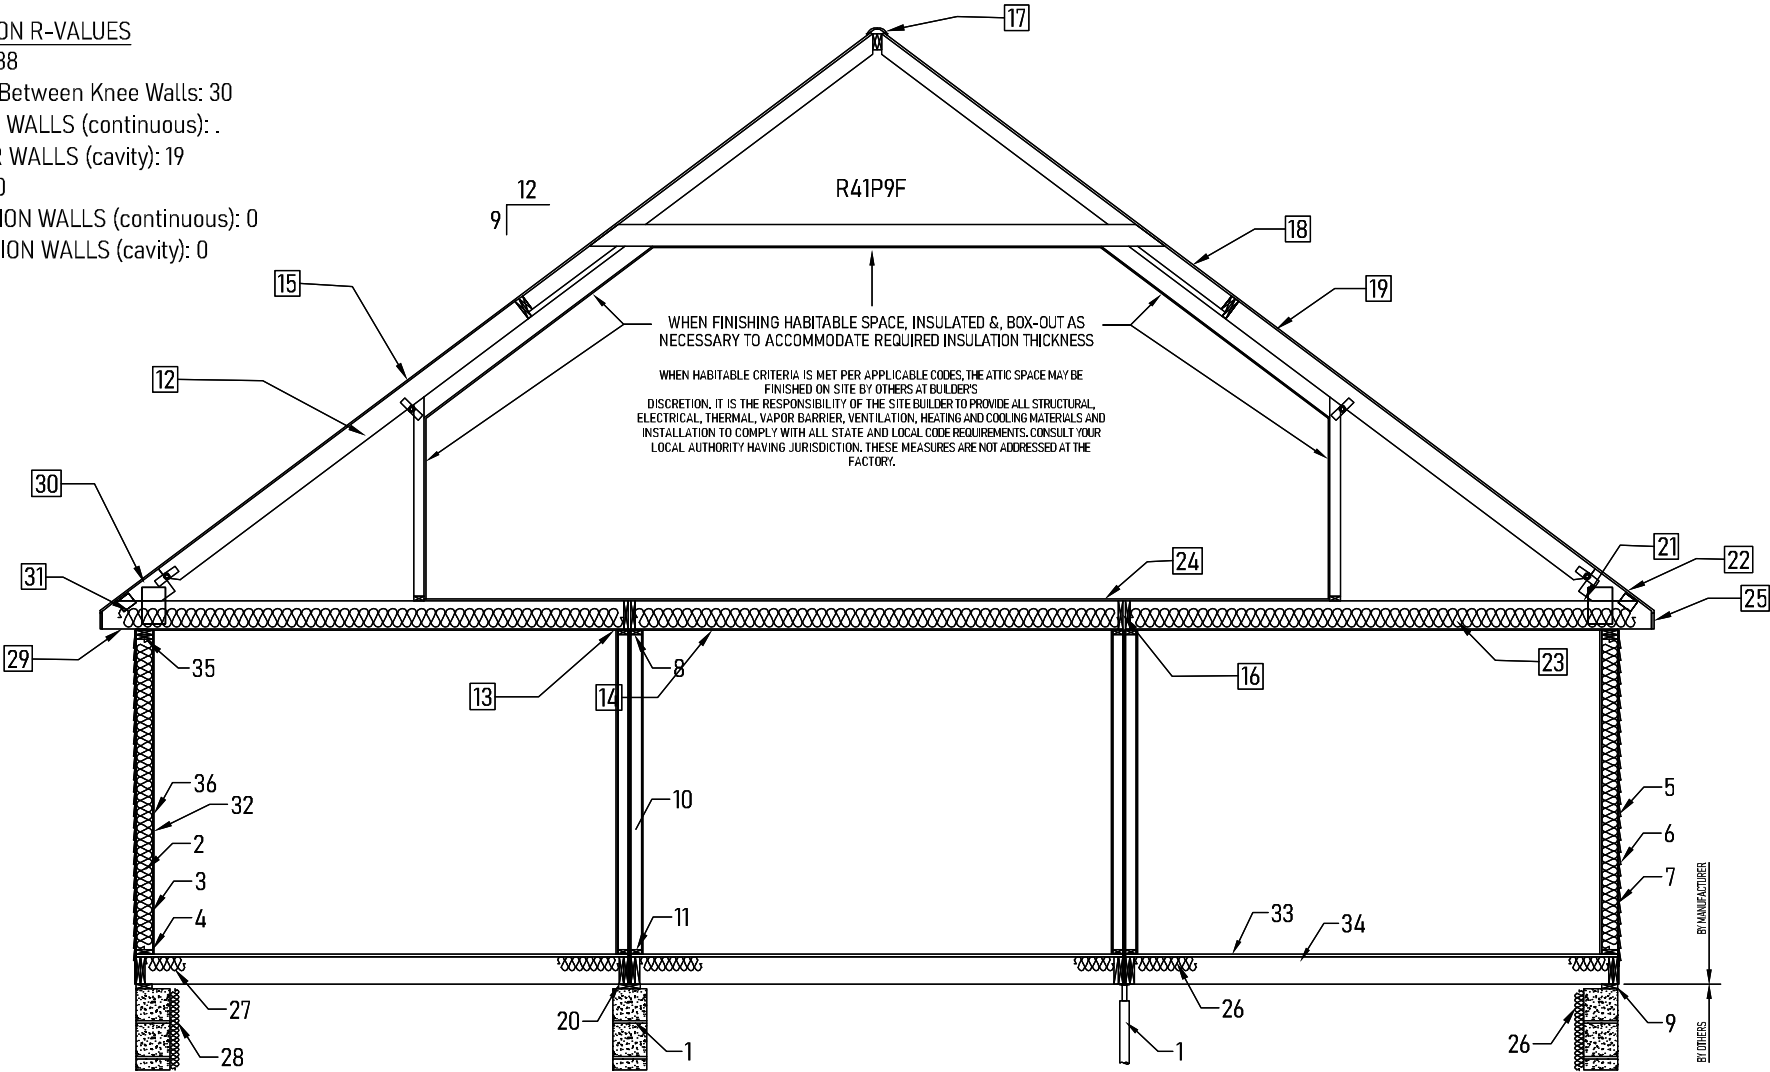 ON R-VALUES
38
Between Knee Walls: 30
WALLS (continuous): .
R WALLS (cavity): 19
0
ION WALLS (continuous): 0
ION WALLS (cavity): 0
17
12
9
R41P9F
18
15
19
WHEN FINISHING HABITABLE SPACE, INSULATED &, BOX-OUT AS
NECESSARY TO ACCOMMODATE REQUIRED INSULATION THICKNESS
12
WHEN HABITABLE CRITERIA IS MET PER APPLICABLE CODES, THE ATTIC SPACE MAY BE
FINISHED ON SITE BY OTHERS AT BUILDER'S
DISCRETION. IT IS THE RESPONSIBILITY OF THE SITE BUILDER TO PROVIDE ALL STRUCTURAL,
ELECTRICAL, THERMAL, VAPOR BARRIER, VENTILATION, HEATING AND COOLING MATERIALS AND
INSTALLATION TO COMPLY WITH ALL STATE AND LOCAL CODE REQUIREMENTS. CONSULT YOUR
LOCAL AUTHORITY HAVING JURISDICTION. THESE MEASURES ARE NOT ADDRESSED AT THE
FACTORY.
30
21
22
24
31
25
29
35
8
23
13
14
16
36
32
10
5
2
6
3
7
4
11
33
34
BY MANUFACTURER
27
20
26
9
28
1
1
26
BY OTHERS